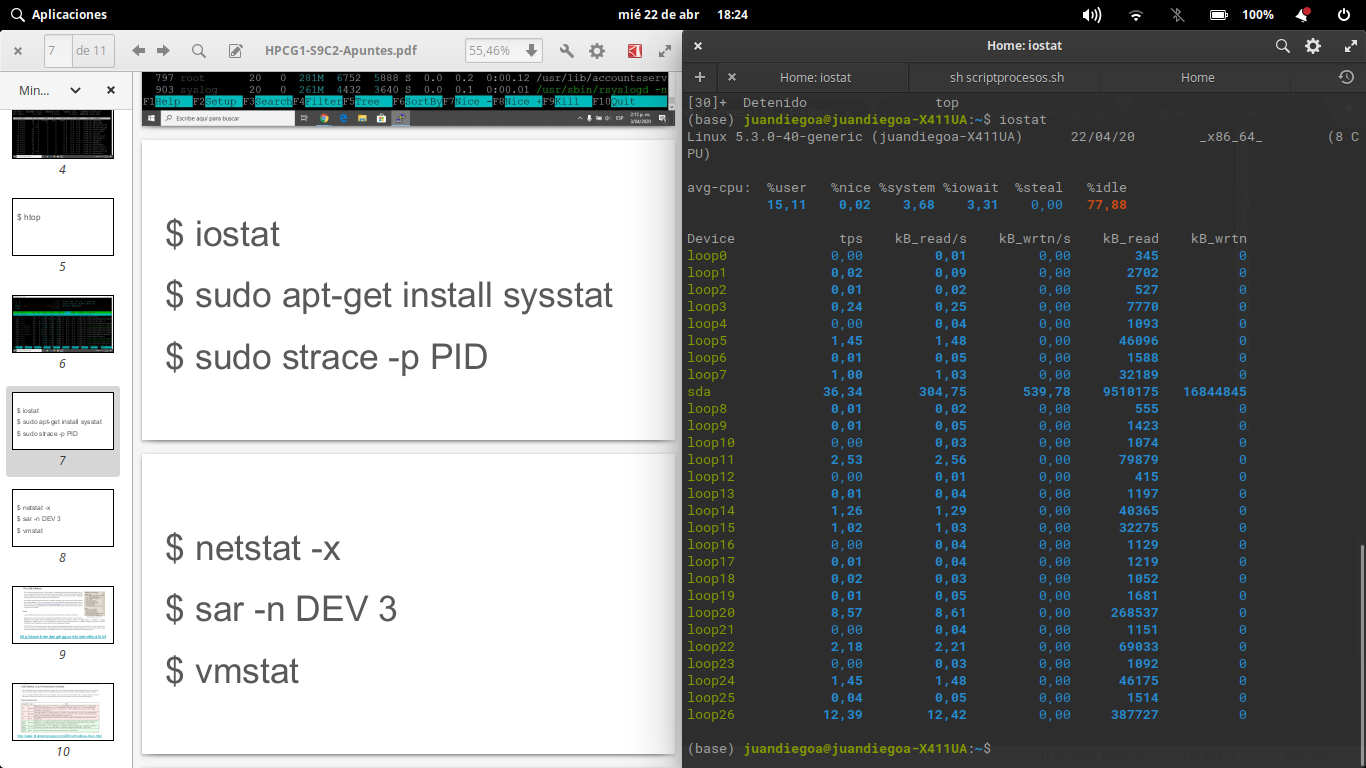 Aplicaciones
mié 22 de abr 18:24
100%
7 de 11
HPCG1-S9C2-Apuntes.pdf
55,46%
Min...
4
$ htop
5
6
$ iostat
$ sudo apt-get install sysstat
$ sudo strace -p PID
7
$ netstat -x
$ sar -n DEV 3
$ vmstat
8
9
10
797 root 20 0 281M 6752 5888 S 0.0 0.2 0:00.12 /usr/lib/accountsserv
903 syslog 20 0 261M 4432 3640 S 0.0 0.1 0:00.01 /usr/sbin/rsyslogd -n
F1Help F2Setup F3SearchF4FilterF5Tree F6SortByF7Nice -F8Nice +F9Kill F10Quit
Escribe aquí para buscar
ESP
$ iostat
$ sudo apt-get install sysstat
$ sudo strace -p PID
$ netstat -x
$ sar -n DEV 3
$ vmstat
Home: iostat
Home: iostat
sh scriptprocesos.sh
Home
[30]+ Detenido top
(base) juandiegoa@juandiegoa-X411UA:~$ iostat
Linux 5.3.0-40-generic (juandiegoa-X411UA) 22/04/20 _x86_64_ (8 C
PU)
avg-cpu: %user %nice %system %iowait %steal %idle
15,11 0,02 3,68 3,31 0,00 77,88
Device tps kB_read/s kB_wrtn/s kB_read kB_wrtn
loop0 0,00 0,01 0,00 345 0
loop1 0,02 0,09 0,00 2702 0
loop2 0,01 0,02 0,00 527 0
loop3 0,24 0,25 0,00 7770 0
loop4 0,00 0,04 0,00 1093 0
loop5 1,45 1,48 0,00 46096 0
loop6 0,01 0,05 0,00 1588 0
loop7 1,00 1,03 0,00 32189 0
sda 36,34 304,75 539,78 9510175 16844845
loop8 0,01 0,02 0,00 555 0
loop9 0,01 0,05 0,00 1423 0
loop10 0,00 0,03 0,00 1074 0
loop11 2,53 2,56 0,00 79879 0
loop12 0,00 0,01 0,00 415 0
loop13 0,01 0,04 0,00 1197 0
loop14 1,26 1,29 0,00 40365 0
loop15 1,02 1,03 0,00 32275 0
loop16 0,00 0,04 0,00 1129 0
loop17 0,01 0,04 0,00 1219 0
loop18 0,02 0,03 0,00 1052 0
loop19 0,01 0,05 0,00 1681 0
loop20 8,57 8,61 0,00 268537 0
loop21 0,00 0,04 0,00 1151 0
loop22 2,18 2,21 0,00 69033 0
loop23 0,00 0,03 0,00 1092 0
loop24 1,45 1,48 0,00 46175 0
loop25 0,04 0,05 0,00 1514 0
loop26 12,39 12,42 0,00 387727 0
(base) juandiegoa@juandiegoa-X411UA:~$